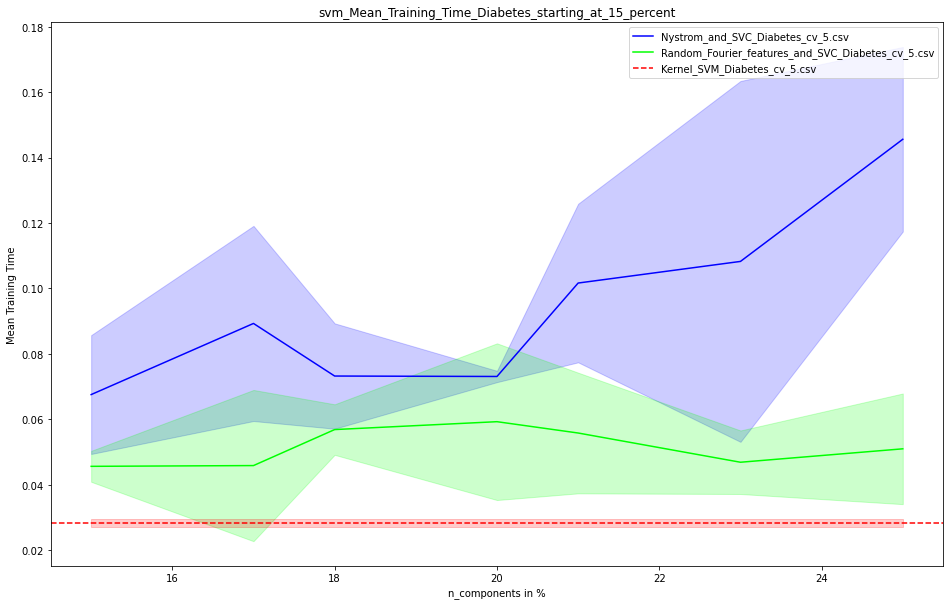 svm_Mean_Training_Time_Diabetes_starting_at_15_percent
Nystrom_and_SVC_Diabetes_cv_5.csv
Random_Fourier_features_and_SVC_Diabetes_cv_5.csv
Kernel_SVM_Diabetes_cv_5.csv
Mean Training Time
0.18
0.16
0.14
0.12
0.10
0.08
0.06
0.04
0.02
16 18 20 22 24
n_components in %